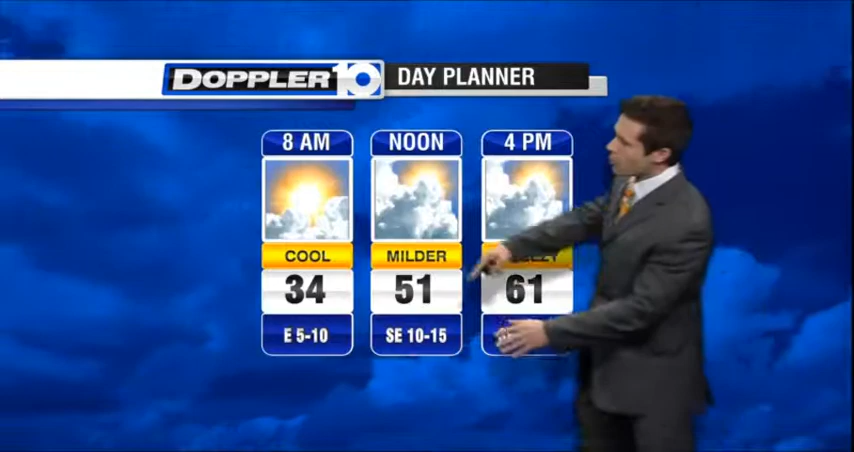 DOPPLER 10 DAY PLANNER
8 AM NOON 4 PM
COOL MILDER
34 51 61
E 5-10 SE 10-15